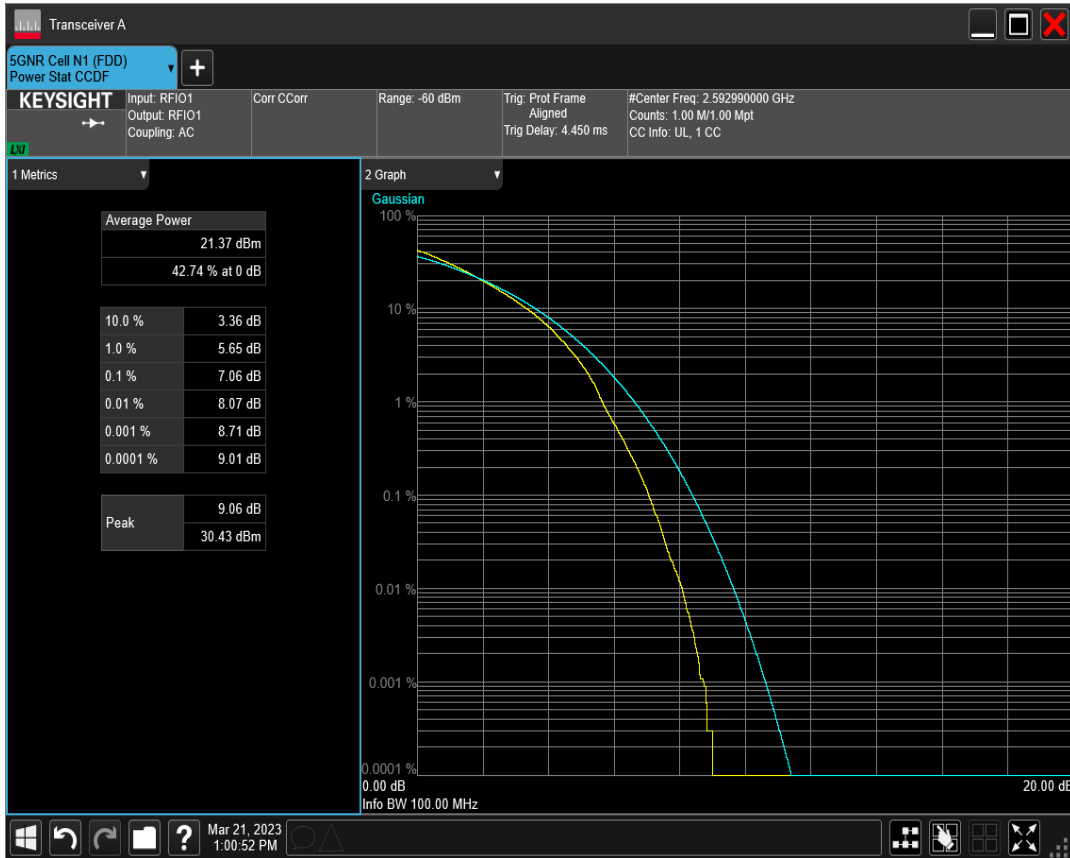 Transceiver A
5GNR Cell N1 (FDD)
Power Stat CCDF
+
KEYSIGHT
LXI
Input: RFIO1
Output: RFIO1
Coupling: AC
Corr CCorr
Range: -60 dBm
Trig: Prot Frame
Aligned
Trig Delay: 4.450 ms
#Center Freq: 2.592990000 GHz
Counts: 1.00 M/1.00 Mpt
CC Info: UL, 1 CC
1 Metrics
Average Power
21.37 dBm
42.74 % at 0 dB
10.0 % 3.36 dB
1.0 % 5.65 dB
0.1 % 7.06 dB
0.01 % 8.07 dB
0.001 % 8.71 dB
0.0001 % 9.01 dB
Peak
9.06 dB
30.43 dBm
2 Graph
Gaussian
100 %
10 %
1 %
0.1 %
0.01 %
0.001 %
0.0001 %
0.00 dB 20.00 dB
Info BW 100.00 MHz
?
Mar 21, 2023
1:00:52 PM